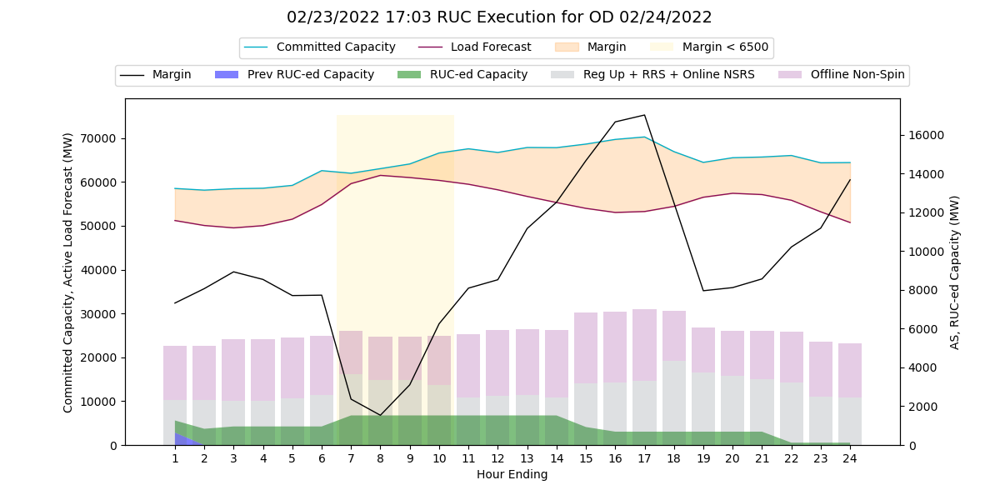 02/23/2022 17:03 RUC Execution for OD 02/24/2022
Committed Capacity Load Forecast Margin Margin < 6500
Margin Prev RUC-ed Capacity RUC-ed Capacity Reg Up + RRS + Online NSRS Offline Non-Spin
Committed Capacity, Active Load Forecast (MW)
70000
60000
50000
40000
30000
20000
10000
0
16000
14000
12000
10000
8000
6000
4000
2000
0
AS, RUC-ed Capacity (MW)
1 2 3 4 5 6 7 8 9 10 11 12 13 14 15 16 17 18 19 20 21 22 23 24
Hour Ending